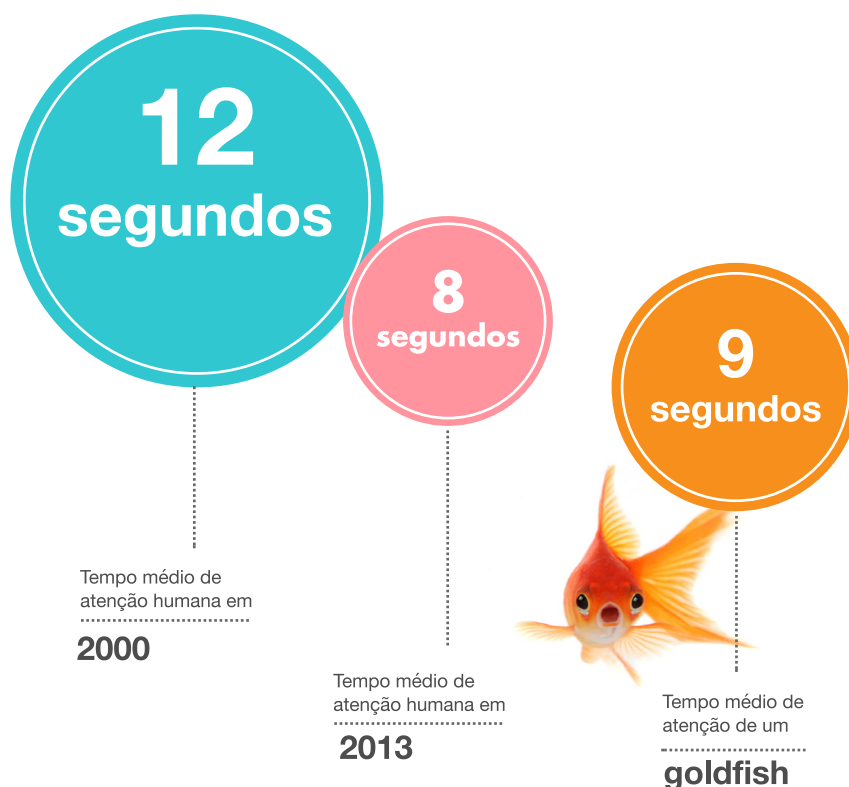 12
segundos
8
segundos
9
segundos
Tempo médio de
atenção humana em
2000
Tempo médio de
atenção humana em
2013
Tempo médio de
atenção de um
goldfish